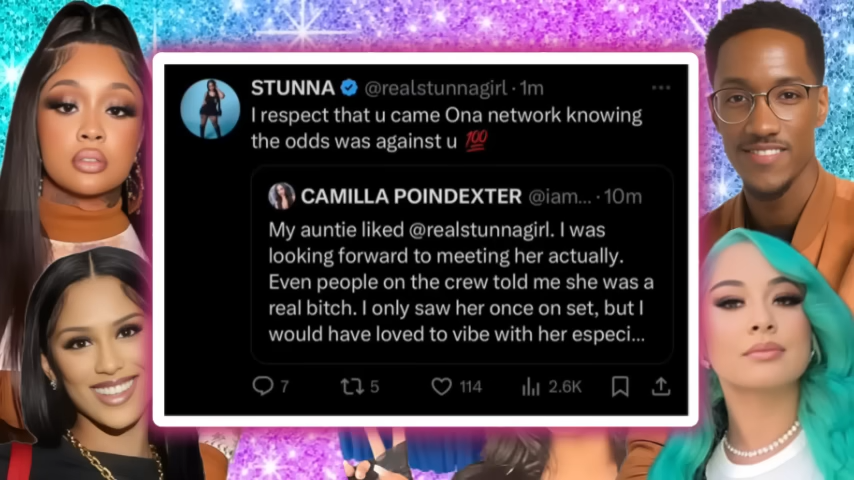 STUNNA @realstunnagirl · 1m
I respect that u came Ona network knowing
the odds was against u 💯
CAMILLA POINDEXTER @iam... · 10m
My auntie liked @realstunnagirl. I was
looking forward to meeting her actually.
Even people on the crew told me she was a
real bitch. I only saw her once on set, but I
would have loved to vibe with her especi...
7 5 114 2.6K